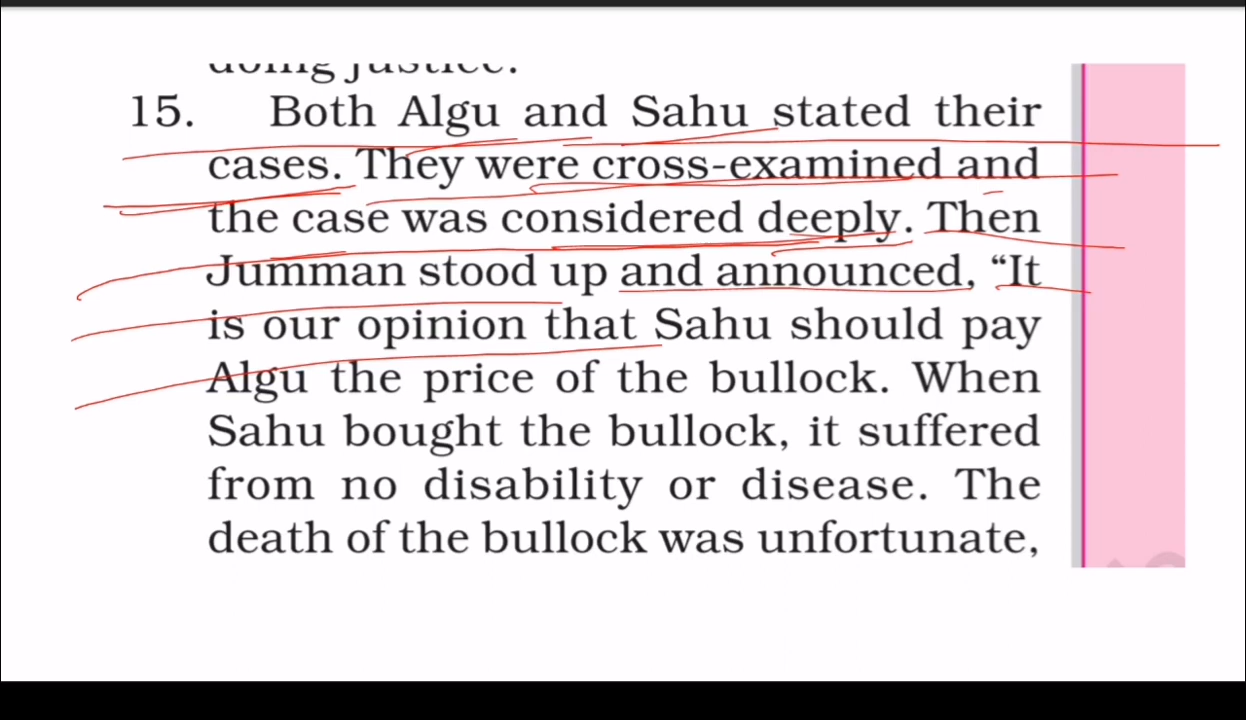 doing justice.
15. Both Algu and Sahu stated their
cases. They were cross-examined and
the case was considered deeply. Then
Jumman stood up and announced, “It
is our opinion that Sahu should pay
Algu the price of the bullock. When
Sahu bought the bullock, it suffered
from no disability or disease. The
death of the bullock was unfortunate,